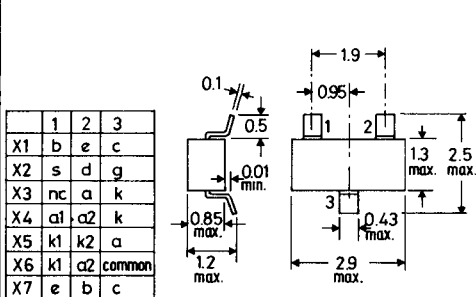 1 2 3
X1 b e c
X2 s d g
X3 nc a k
X4 a1 a2 k
X5 k1 k2 a
X6 k1 a2 common
X7 e b c
0.1
0.5
0.01
min.
0.85
max.
1.2
max.
1.9
0.95
1 2
3
1.3
max.
2.5
max.
0.43
max.
2.9
max.